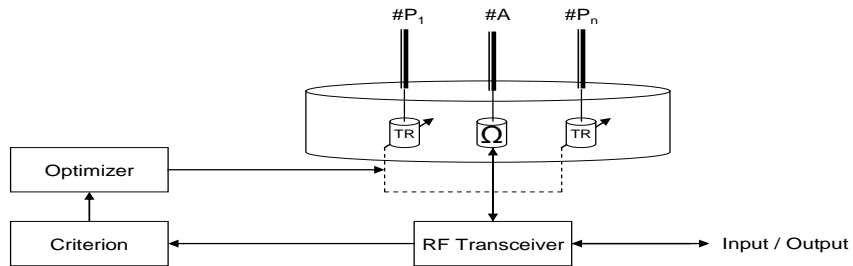 #P1 #A #Pn
TR Ω TR
Optimizer
Criterion RF Transceiver Input / Output